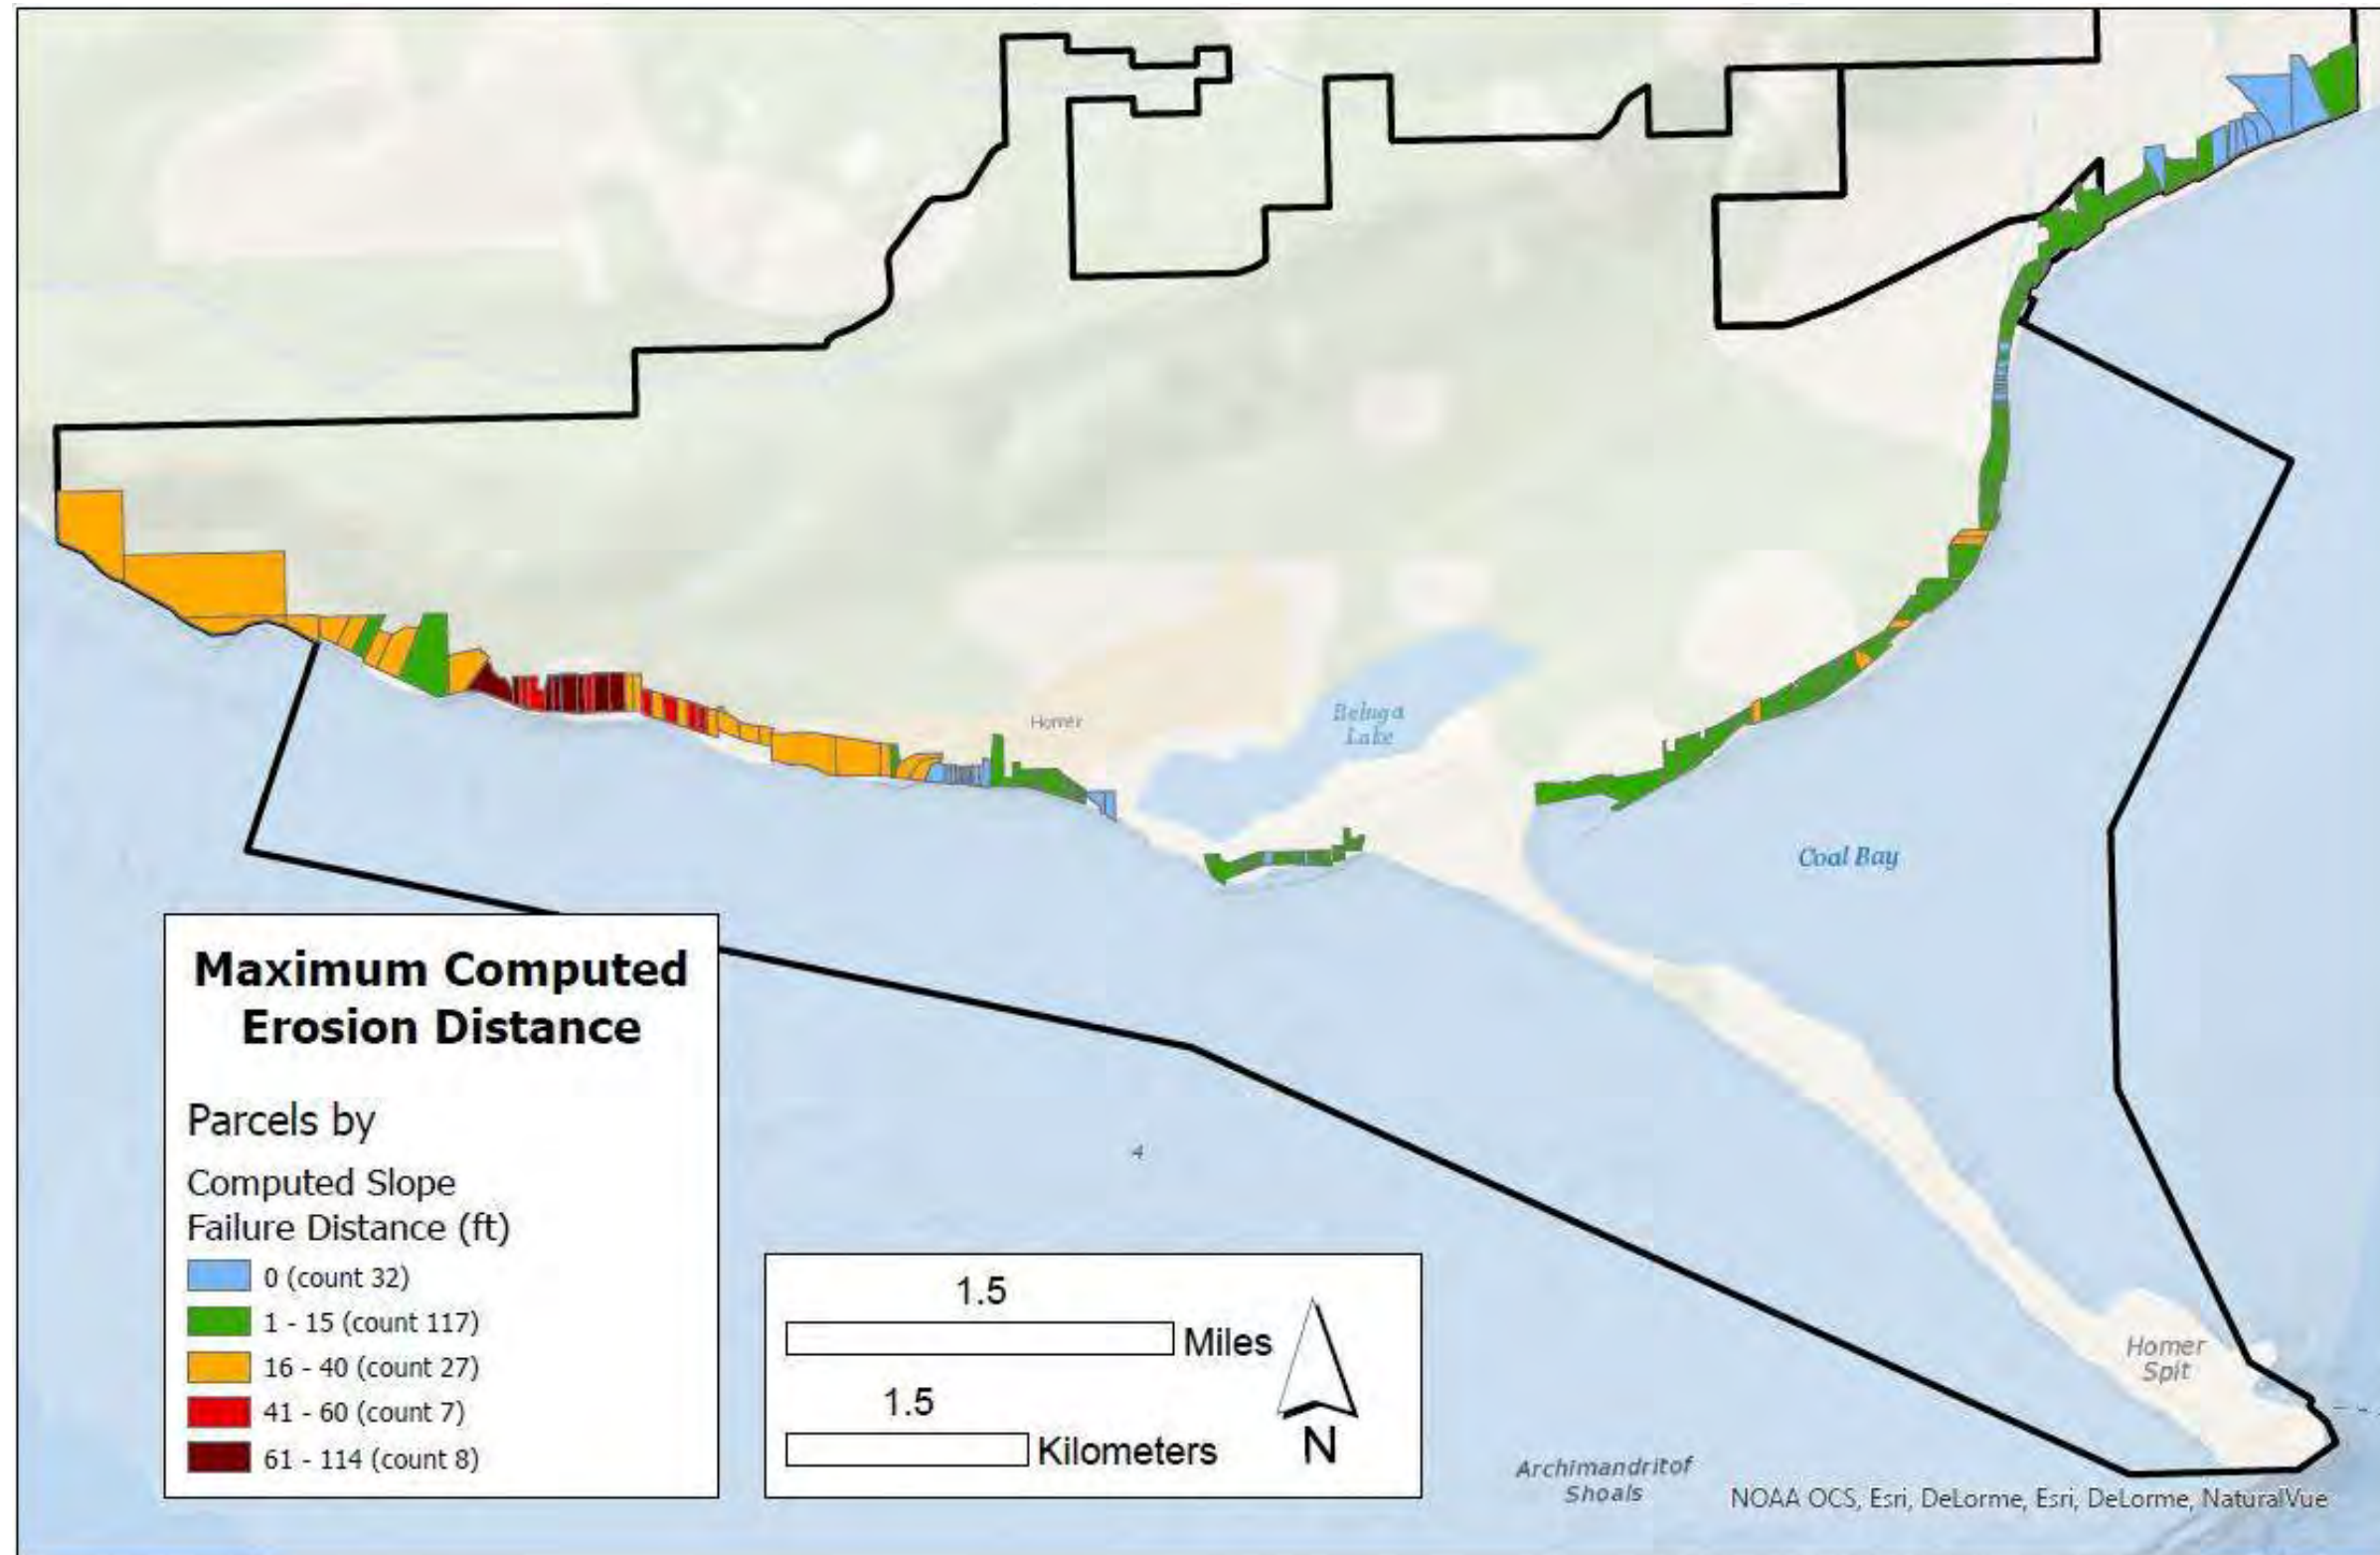 Homer
Beluga
Lake
Coal Bay
Maximum Computed
Erosion Distance
Parcels by
Computed Slope
Failure Distance (ft)
0 (count 32)
1 - 15 (count 117)
16 - 40 (count 27)
41 - 60 (count 7)
61 - 114 (count 8)
4
1.5
Miles
1.5
Kilometers
N
Homer
Spit
Archimandritof
Shoals
NOAA OCS, Esri, DeLorme, Esri, DeLorme, NaturalVue